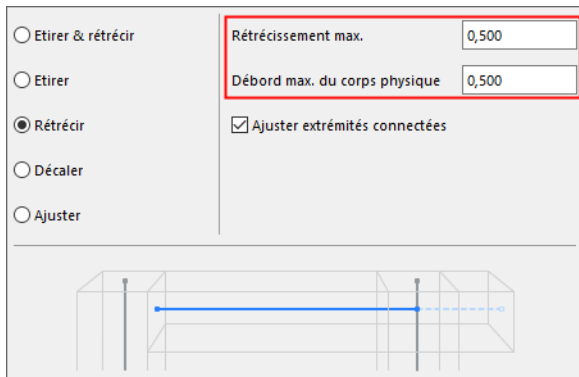 Etirer & rétrécir
Etirer
Rétrécir
Décaler
Ajuster
Rétrécissement max. 0,500
Débord max. du corps physique 0,500
Ajuster extrémités connectées